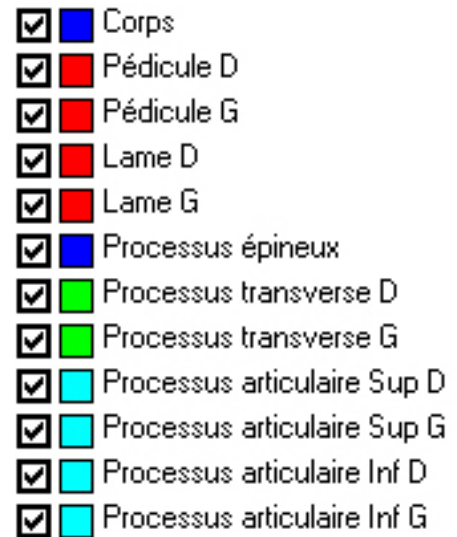 Corps
Pédicule D
Pédicule G
Lame D
Lame G
Processus épineux
Processus transverse D
Processus transverse G
Processus articulaire Sup D
Processus articulaire Sup G
Processus articulaire Inf D
Processus articulaire Inf G